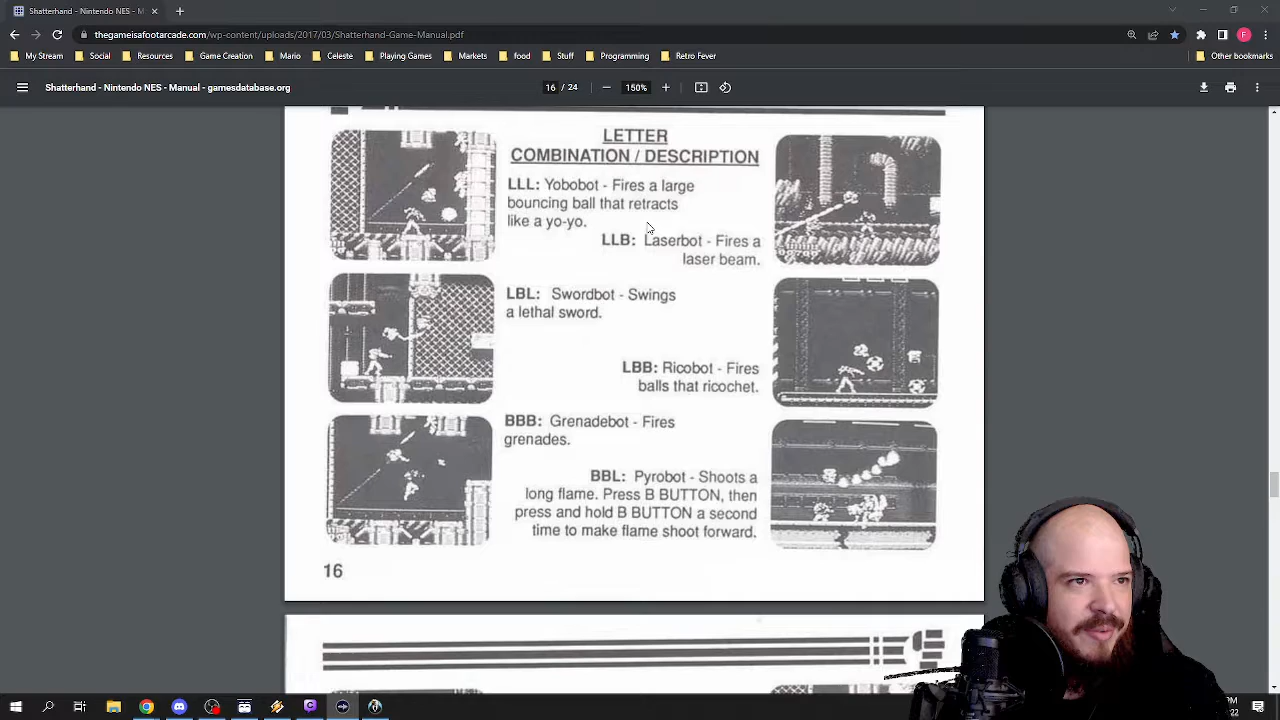 Shatterhand - Nintendo NES - M
thegameisafootarcade.com/wp-content/uploads/2017/03/Shatterhand-Game-Manual.pdf
My Stream
Social
Resources
Game Creation
Mario
Celeste
Playing Games
Markets
food
Stuff
Programming
Retro Fever
Other bookmarks
Shatterhand - Nintendo NES - Manual - gamesdatabase.org
16 / 24
150%
LETTER
COMBINATION / DESCRIPTION
LLL: Yobobot - Fires a large
bouncing ball that retracts
like a yo-yo.
LLB: Laserbot - Fires a
laser beam.
LBL: Swordbot - Swings
a lethal sword.
LBB: Ricobot - Fires
balls that ricochet.
BBB: Grenadebot - Fires
grenades.
BBL: Pyrobot - Shoots a
long flame. Press B BUTTON, then
press and hold B BUTTON a second
time to make flame shoot forward.
16